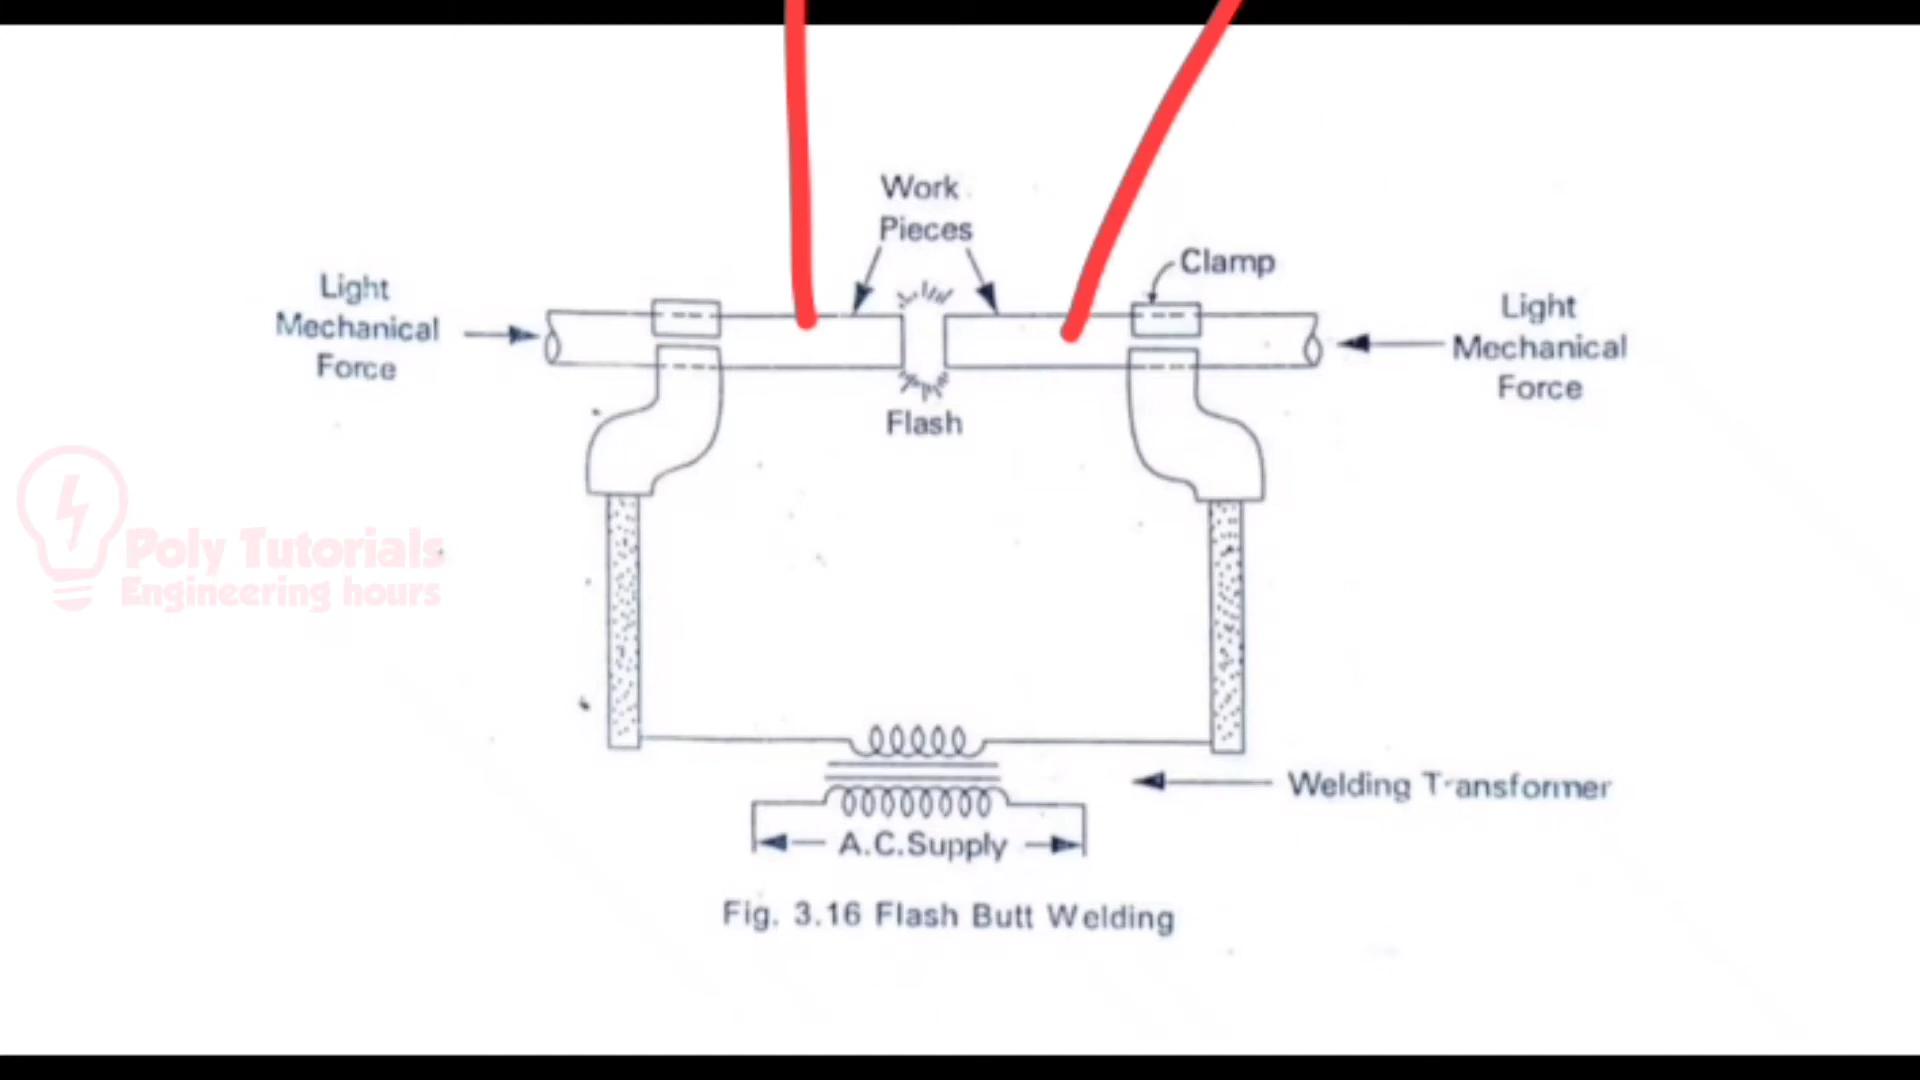 Work
Pieces
Clamp
Light
Mechanical
Force
Light
Mechanical
Force
Flash
Poly Tutorials
Engineering hours
Welding Transformer
A.C.Supply
Fig. 3.16 Flash Butt Welding